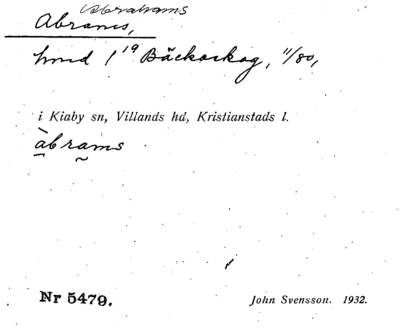 Abrahams
Abrams,
hmd 1 19 Bäckaskog, 11/80,
i Kiaby sn, Villands hd, Kristianstads l.
àbrams
Nr 5479.
John Svensson. 1932.